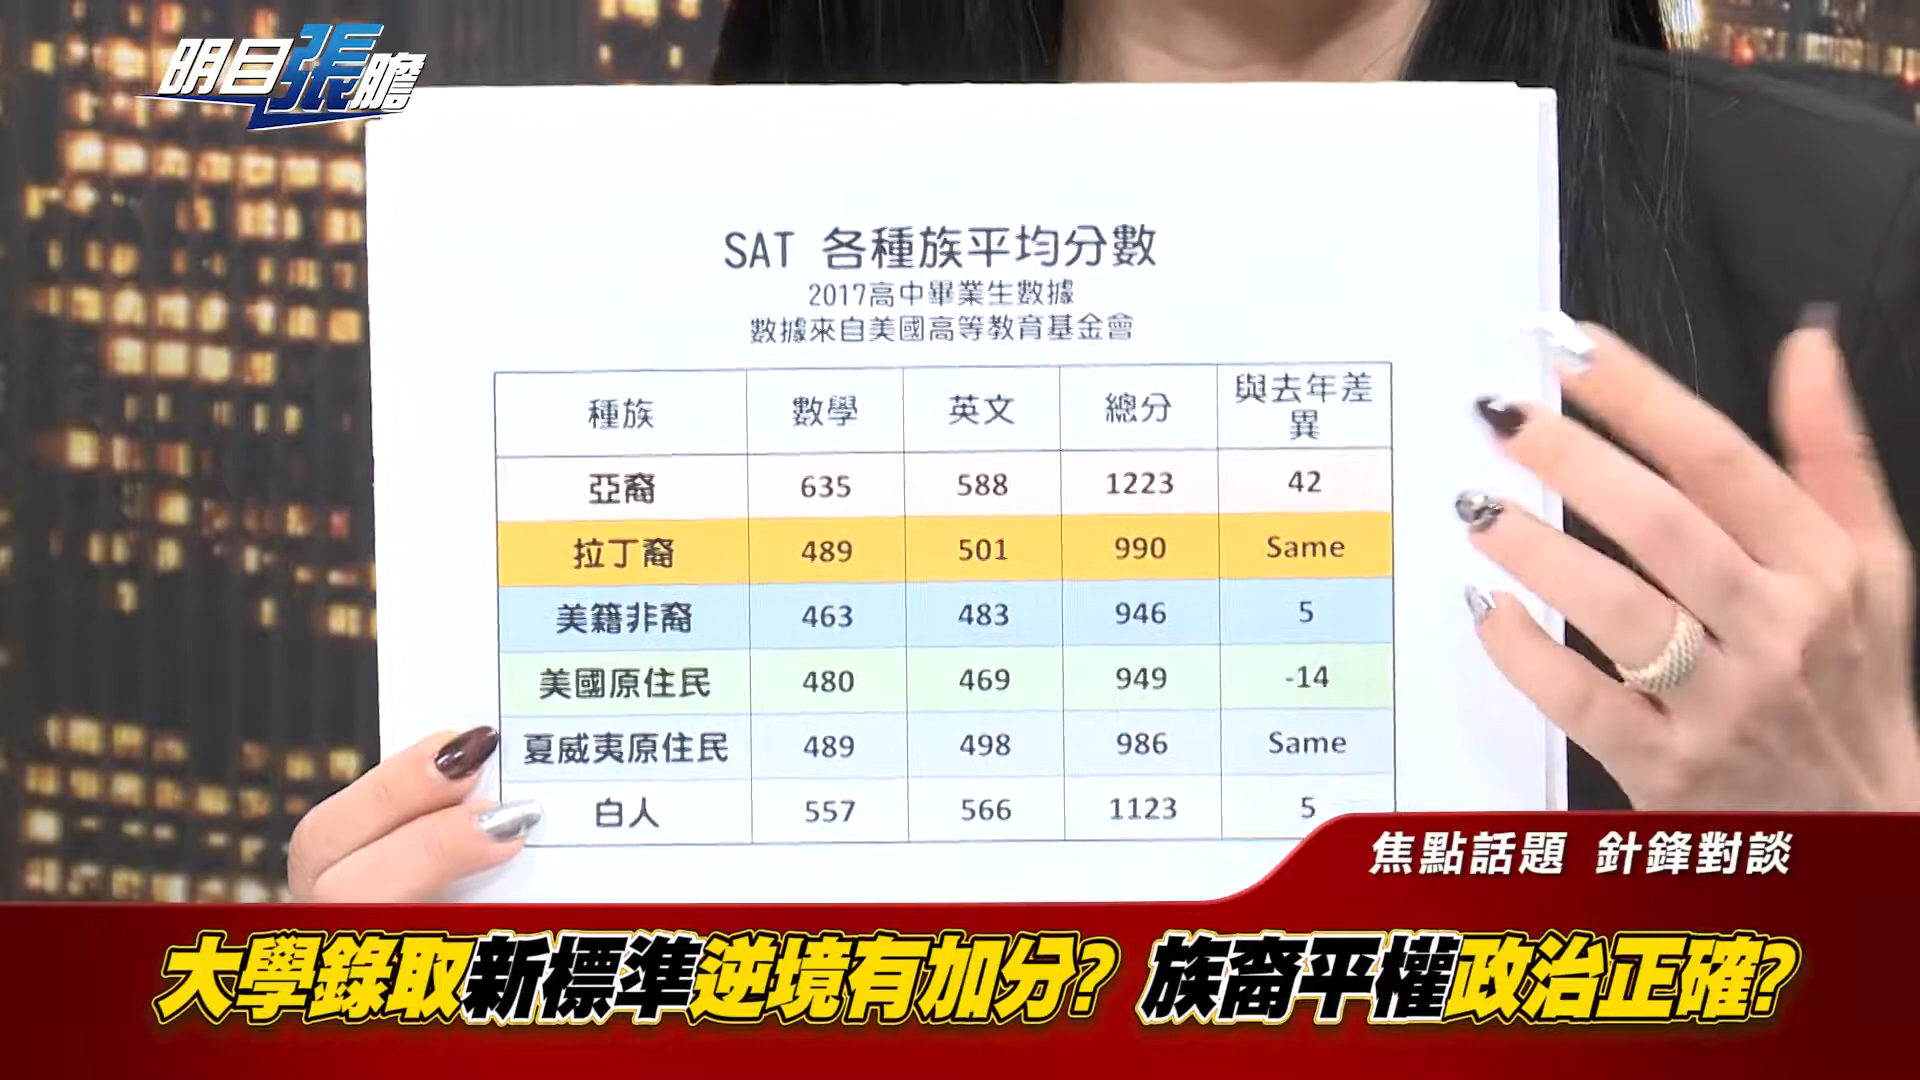 明目張膽
SAT 各種族平均分數
2017高中畢業生數據
數據來自美國高等教育基金會
種族 數學 英文 總分 與去年差異
亞裔 635 588 1223 42
拉丁裔 489 501 990 Same
美籍非裔 463 483 946 5
美國原住民 480 469 949 -14
夏威夷原住民 489 498 986 Same
白人 557 566 1123 5
焦點話題 針鋒對談
大學錄取新標準逆境有加分? 族裔平權政治正確?